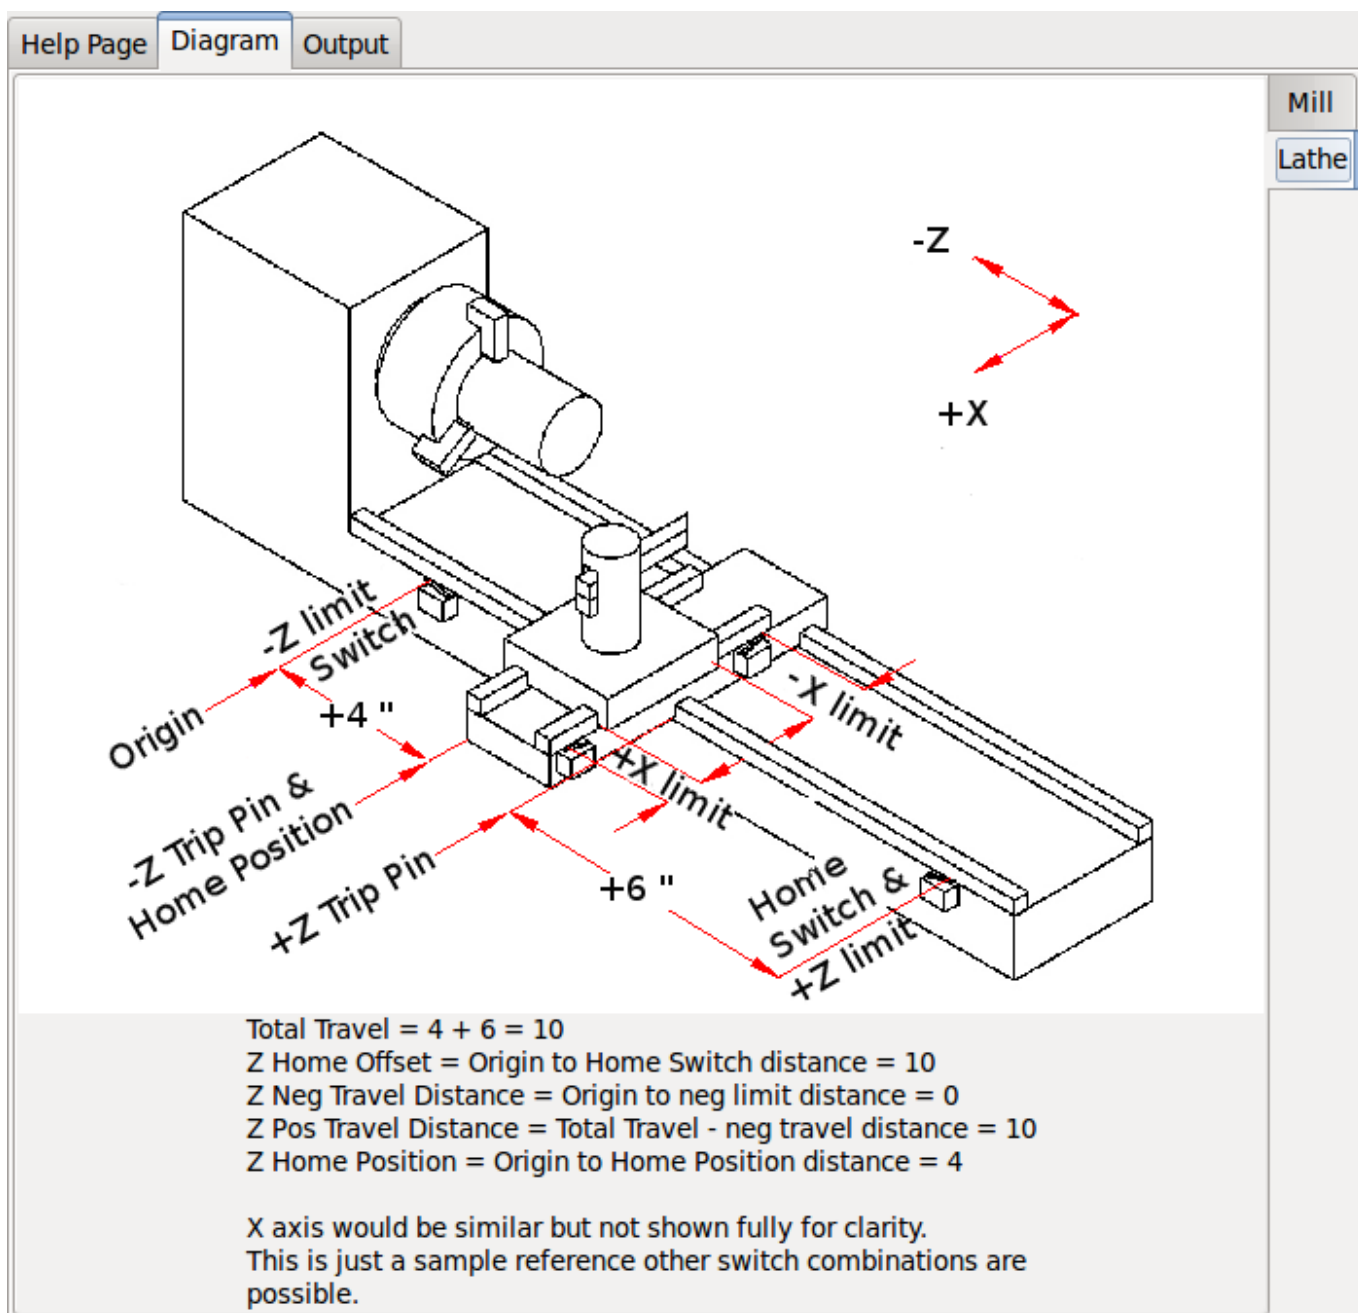 Help Page
Diagram
Output
Mill
Lathe
-Z
+X
-Z limit
Switch
Origin
+4 "
-X limit
+X limit
-Z Trip Pin &
Home Position
+Z Trip Pin
+6 "
Home
Switch &
+Z limit
Total Travel = 4 + 6 = 10
Z Home Offset = Origin to Home Switch distance = 10
Z Neg Travel Distance = Origin to neg limit distance = 0
Z Pos Travel Distance = Total Travel - neg travel distance = 10
Z Home Position = Origin to Home Position distance = 4
X axis would be similar but not shown fully for clarity.
This is just a sample reference other switch combinations are
possible.